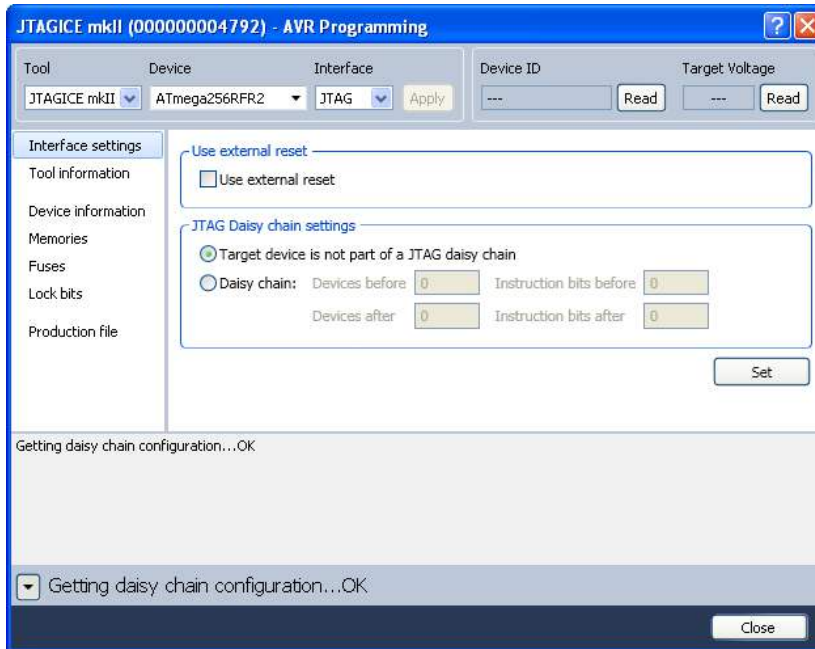 JTAGICE mkII (000000004792) - AVR Programming
Tool Device Interface Device ID Target Voltage
JTAGICE mkII ATmega256RFR2 JTAG Apply --- Read --- Read
Interface settings
Tool information
Device information
Memories
Fuses
Lock bits
Production file
Use external reset
Use external reset
JTAG Daisy chain settings
Target device is not part of a JTAG daisy chain
Daisy chain: Devices before 0 Instruction bits before 0
Devices after 0 Instruction bits after 0
Set
Getting daisy chain configuration...OK
Getting daisy chain configuration...OK
Close